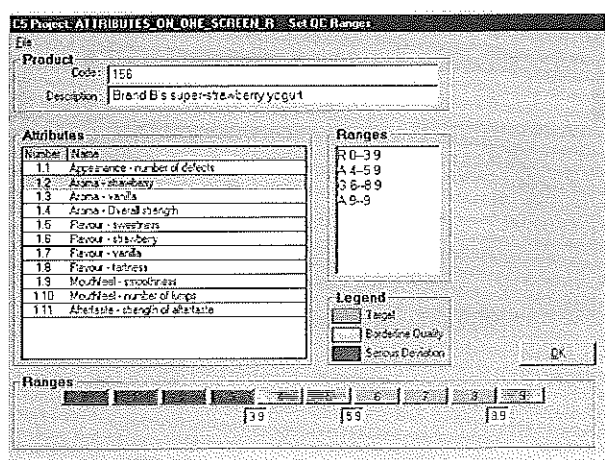 C5 Project: ATTRIBUTES_ON_ONE_SCREEN_R Set QC Ranges
File
Product
Code: 156
Description: Brand B's super-strawberry yogurt
Attributes
Number Name
1.1 Appearance - number of defects
1.2 Aroma - strawberry
1.3 Aroma - vanilla
1.4 Aroma - Overall strength
1.5 Flavour - sweetness
1.6 Flavour - strawberry
1.7 Flavour - vanilla
1.8 Flavour - tartness
1.9 Mouthfeel - smoothness
1.10 Mouthfeel - number of lumps
1.11 Aftertaste - strength of aftertaste
Ranges
R 0--3.9
A 4--5.9
G 6--8.9
A 9--9
Legend
Target
Borderline Quality
Serious Deviation
OK
Ranges
4 5 6 7 8 9
3.9 5.9